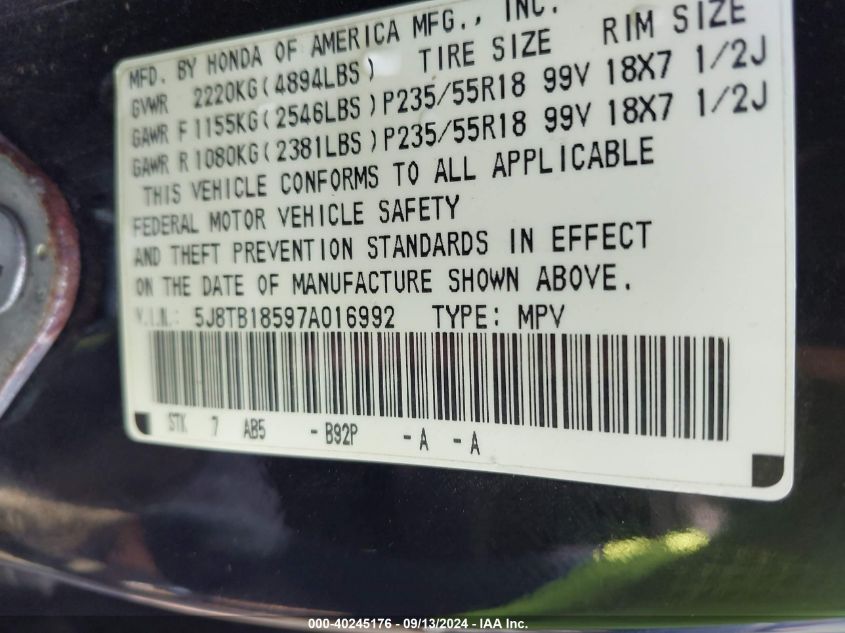 MFD. BY HONDA OF AMERICA MFG., INC.
GVWR 2220KG(4894LBS) TIRE SIZE RIM SIZE
GAWR F1155KG(2546LBS)P235/55R18 99V 18X7 1/2J
GAWR R1080KG(2381LBS)P235/55R18 99V 18X7 1/2J
THIS VEHICLE CONFORMS TO ALL APPLICABLE
FEDERAL MOTOR VEHICLE SAFETY
AND THEFT PREVENTION STANDARDS IN EFFECT
ON THE DATE OF MANUFACTURE SHOWN ABOVE.
V.I.N.: 5J8TB18597A016992 TYPE: MPV
STK 7 AB5 -B92P -A -A
000-40245176 - 09/13/2024 - IAA Inc.